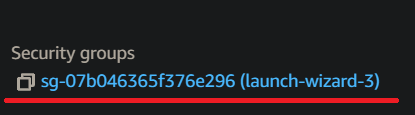 Security groups
sg-07b046365f376e296 (launch-wizard-3)